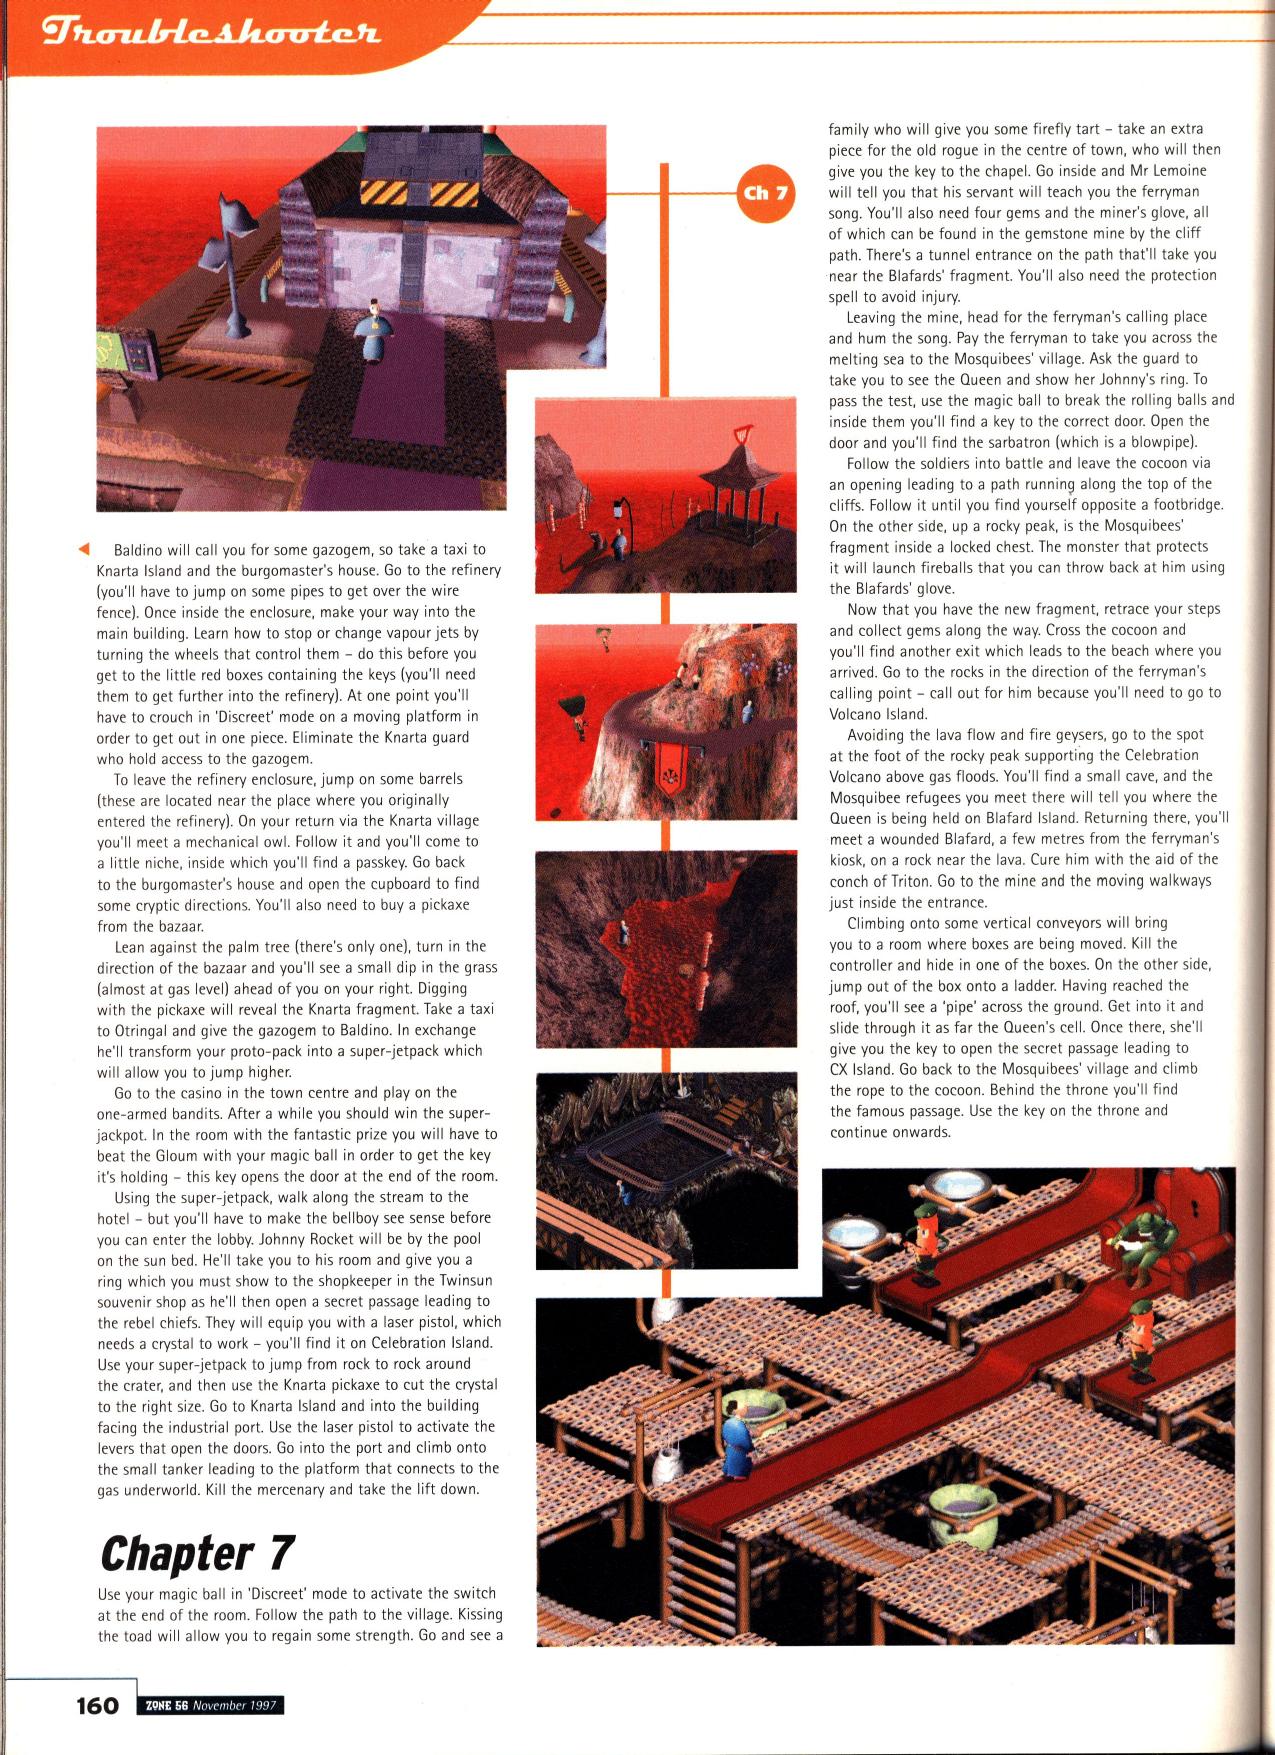 Troubleshooter
Ch 7
Baldino will call you for some gazogem, so take a taxi to
Knarta Island and the burgomaster's house. Go to the refinery
(you'll have to jump on some pipes to get over the wire
fence). Once inside the enclosure, make your way into the
main building. Learn how to stop or change vapour jets by
turning the wheels that control them – do this before you
get to the little red boxes containing the keys (you'll need
them to get further into the refinery). At one point you'll
have to crouch in 'Discreet' mode on a moving platform in
order to get out in one piece. Eliminate the Knarta guard
who hold access to the gazogem.
To leave the refinery enclosure, jump on some barrels
(these are located near the place where you originally
entered the refinery). On your return via the Knarta village
you'll meet a mechanical owl. Follow it and you'll come to
a little niche, inside which you'll find a passkey. Go back
to the burgomaster's house and open the cupboard to find
some cryptic directions. You'll also need to buy a pickaxe
from the bazaar.
Lean against the palm tree (there's only one), turn in the
direction of the bazaar and you'll see a small dip in the grass
(almost at gas level) ahead of you on your right. Digging
with the pickaxe will reveal the Knarta fragment. Take a taxi
to Otringal and give the gazogem to Baldino. In exchange
he'll transform your proto-pack into a super-jetpack which
will allow you to jump higher.
Go to the casino in the town centre and play on the
one-armed bandits. After a while you should win the super-
jackpot. In the room with the fantastic prize you will have to
beat the Gloum with your magic ball in order to get the key
it's holding – this key opens the door at the end of the room.
Using the super-jetpack, walk along the stream to the
hotel – but you'll have to make the bellboy see sense before
you can enter the lobby. Johnny Rocket will be by the pool
on the sun bed. He'll take you to his room and give you a
ring which you must show to the shopkeeper in the Twinsun
souvenir shop as he'll then open a secret passage leading to
the rebel chiefs. They will equip you with a laser pistol, which
needs a crystal to work – you'll find it on Celebration Island.
Use your super-jetpack to jump from rock to rock around
the crater, and then use the Knarta pickaxe to cut the crystal
to the right size. Go to Knarta Island and into the building
facing the industrial port. Use the laser pistol to activate the
levers that open the doors. Go into the port and climb onto
the small tanker leading to the platform that connects to the
gas underworld. Kill the mercenary and take the lift down.
Chapter 7
Use your magic ball in 'Discreet' mode to activate the switch
at the end of the room. Follow the path to the village. Kissing
the toad will allow you to regain some strength. Go and see a
family who will give you some firefly tart – take an extra
piece for the old rogue in the centre of town, who will then
give you the key to the chapel. Go inside and Mr Lemoine
will tell you that his servant will teach you the ferryman
song. You'll also need four gems and the miner's glove, all
of which can be found in the gemstone mine by the cliff
path. There's a tunnel entrance on the path that'll take you
near the Blafards' fragment. You'll also need the protection
spell to avoid injury.
Leaving the mine, head for the ferryman's calling place
and hum the song. Pay the ferryman to take you across the
melting sea to the Mosquibees' village. Ask the guard to
take you to see the Queen and show her Johnny's ring. To
pass the test, use the magic ball to break the rolling balls and
inside them you'll find a key to the correct door. Open the
door and you'll find the sarbatron (which is a blowpipe).
Follow the soldiers into battle and leave the cocoon via
an opening leading to a path running along the top of the
cliffs. Follow it until you find yourself opposite a footbridge.
On the other side, up a rocky peak, is the Mosquibees'
fragment inside a locked chest. The monster that protects
it will launch fireballs that you can throw back at him using
the Blafards' glove.
Now that you have the new fragment, retrace your steps
and collect gems along the way. Cross the cocoon and
you'll find another exit which leads to the beach where you
arrived. Go to the rocks in the direction of the ferryman's
calling point – call out for him because you'll need to go to
Volcano Island.
Avoiding the lava flow and fire geysers, go to the spot
at the foot of the rocky peak supporting the Celebration
Volcano above gas floods. You'll find a small cave, and the
Mosquibee refugees you meet there will tell you where the
Queen is being held on Blafard Island. Returning there, you'll
meet a wounded Blafard, a few metres from the ferryman's
kiosk, on a rock near the lava. Cure him with the aid of the
conch of Triton. Go to the mine and the moving walkways
just inside the entrance.
Climbing onto some vertical conveyors will bring
you to a room where boxes are being moved. Kill the
controller and hide in one of the boxes. On the other side,
jump out of the box onto a ladder. Having reached the
roof, you'll see a 'pipe' across the ground. Get into it and
slide through it as far the Queen's cell. Once there, she'll
give you the key to open the secret passage leading to
CX Island. Go back to the Mosquibees' village and climb
the rope to the cocoon. Behind the throne you'll find
the famous passage. Use the key on the throne and
continue onwards.
160 ZONE 56 November 1997